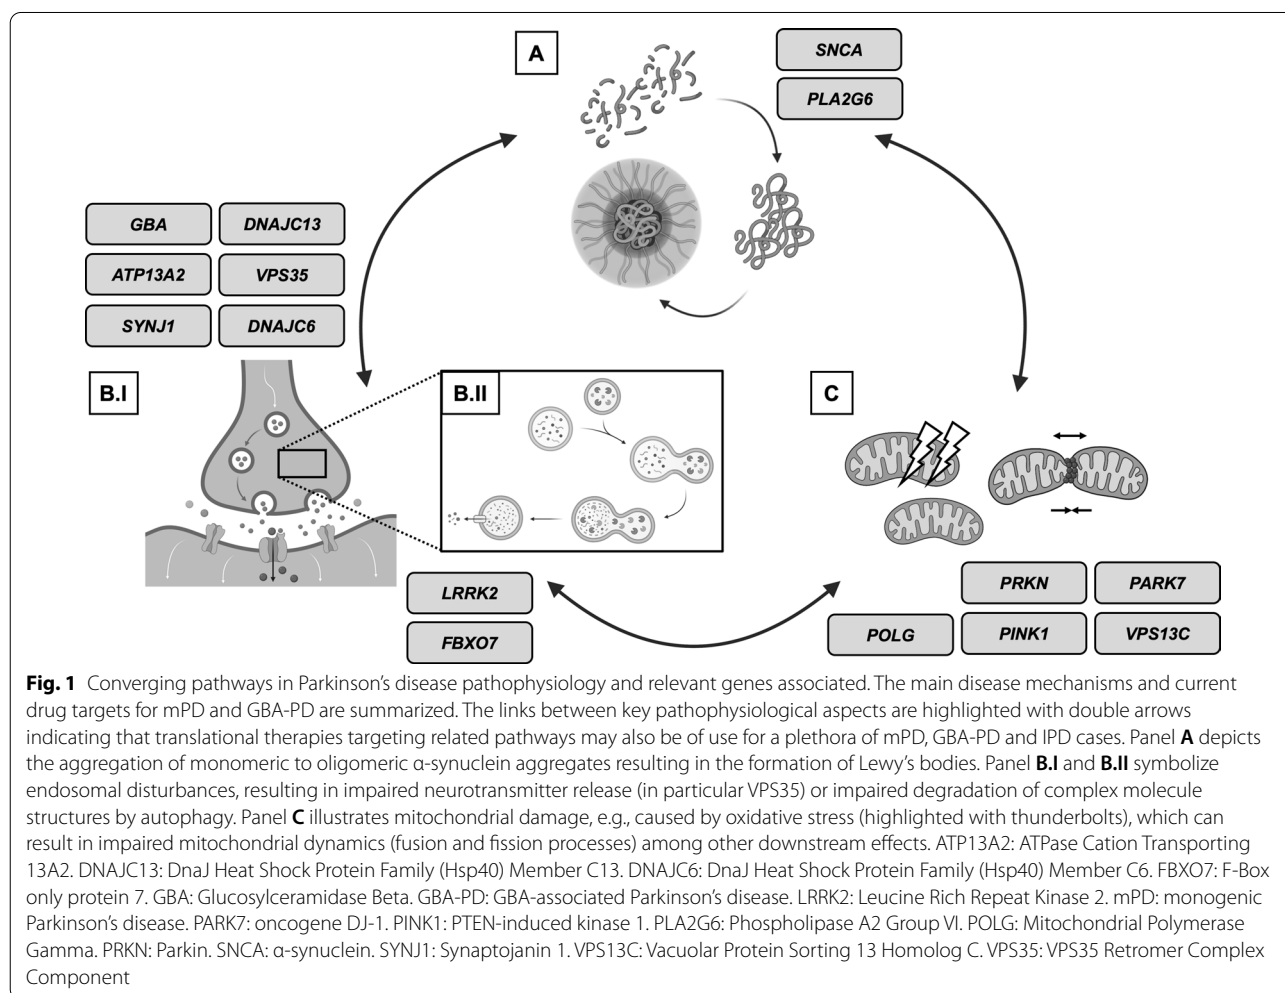 A
SNCA
PLA2G6
GBA
DNAJC13
ATP13A2
VPS35
SYNJ1
DNAJC6
B.I
B.II
C
LRRK2
FBXO7
PRKN
PARK7
POLG
PINK1
VPS13C
Fig. 1 Converging pathways in Parkinson's disease pathophysiology and relevant genes associated. The main disease mechanisms and current
drug targets for mPD and GBA-PD are summarized. The links between key pathophysiological aspects are highlighted with double arrows
indicating that translational therapies targeting related pathways may also be of use for a plethora of mPD, GBA-PD and IPD cases. Panel A depicts
the aggregation of monomeric to oligomeric α-synuclein aggregates resulting in the formation of Lewy's bodies. Panel B.I and B.II symbolize
endosomal disturbances, resulting in impaired neurotransmitter release (in particular VPS35) or impaired degradation of complex molecule
structures by autophagy. Panel C illustrates mitochondrial damage, e.g., caused by oxidative stress (highlighted with thunderbolts), which can
result in impaired mitochondrial dynamics (fusion and fission processes) among other downstream effects. ATP13A2: ATPase Cation Transporting
13A2. DNAJC13: DnaJ Heat Shock Protein Family (Hsp40) Member C13. DNAJC6: DnaJ Heat Shock Protein Family (Hsp40) Member C6. FBXO7: F-Box
only protein 7. GBA: Glucosylceramidase Beta. GBA-PD: GBA-associated Parkinson's disease. LRRK2: Leucine Rich Repeat Kinase 2. mPD: monogenic
Parkinson's disease. PARK7: oncogene DJ-1. PINK1: PTEN-induced kinase 1. PLA2G6: Phospholipase A2 Group VI. POLG: Mitochondrial Polymerase
Gamma. PRKN: Parkin. SNCA: α-synuclein. SYNJ1: Synaptojanin 1. VPS13C: Vacuolar Protein Sorting 13 Homolog C. VPS35: VPS35 Retromer Complex
Component